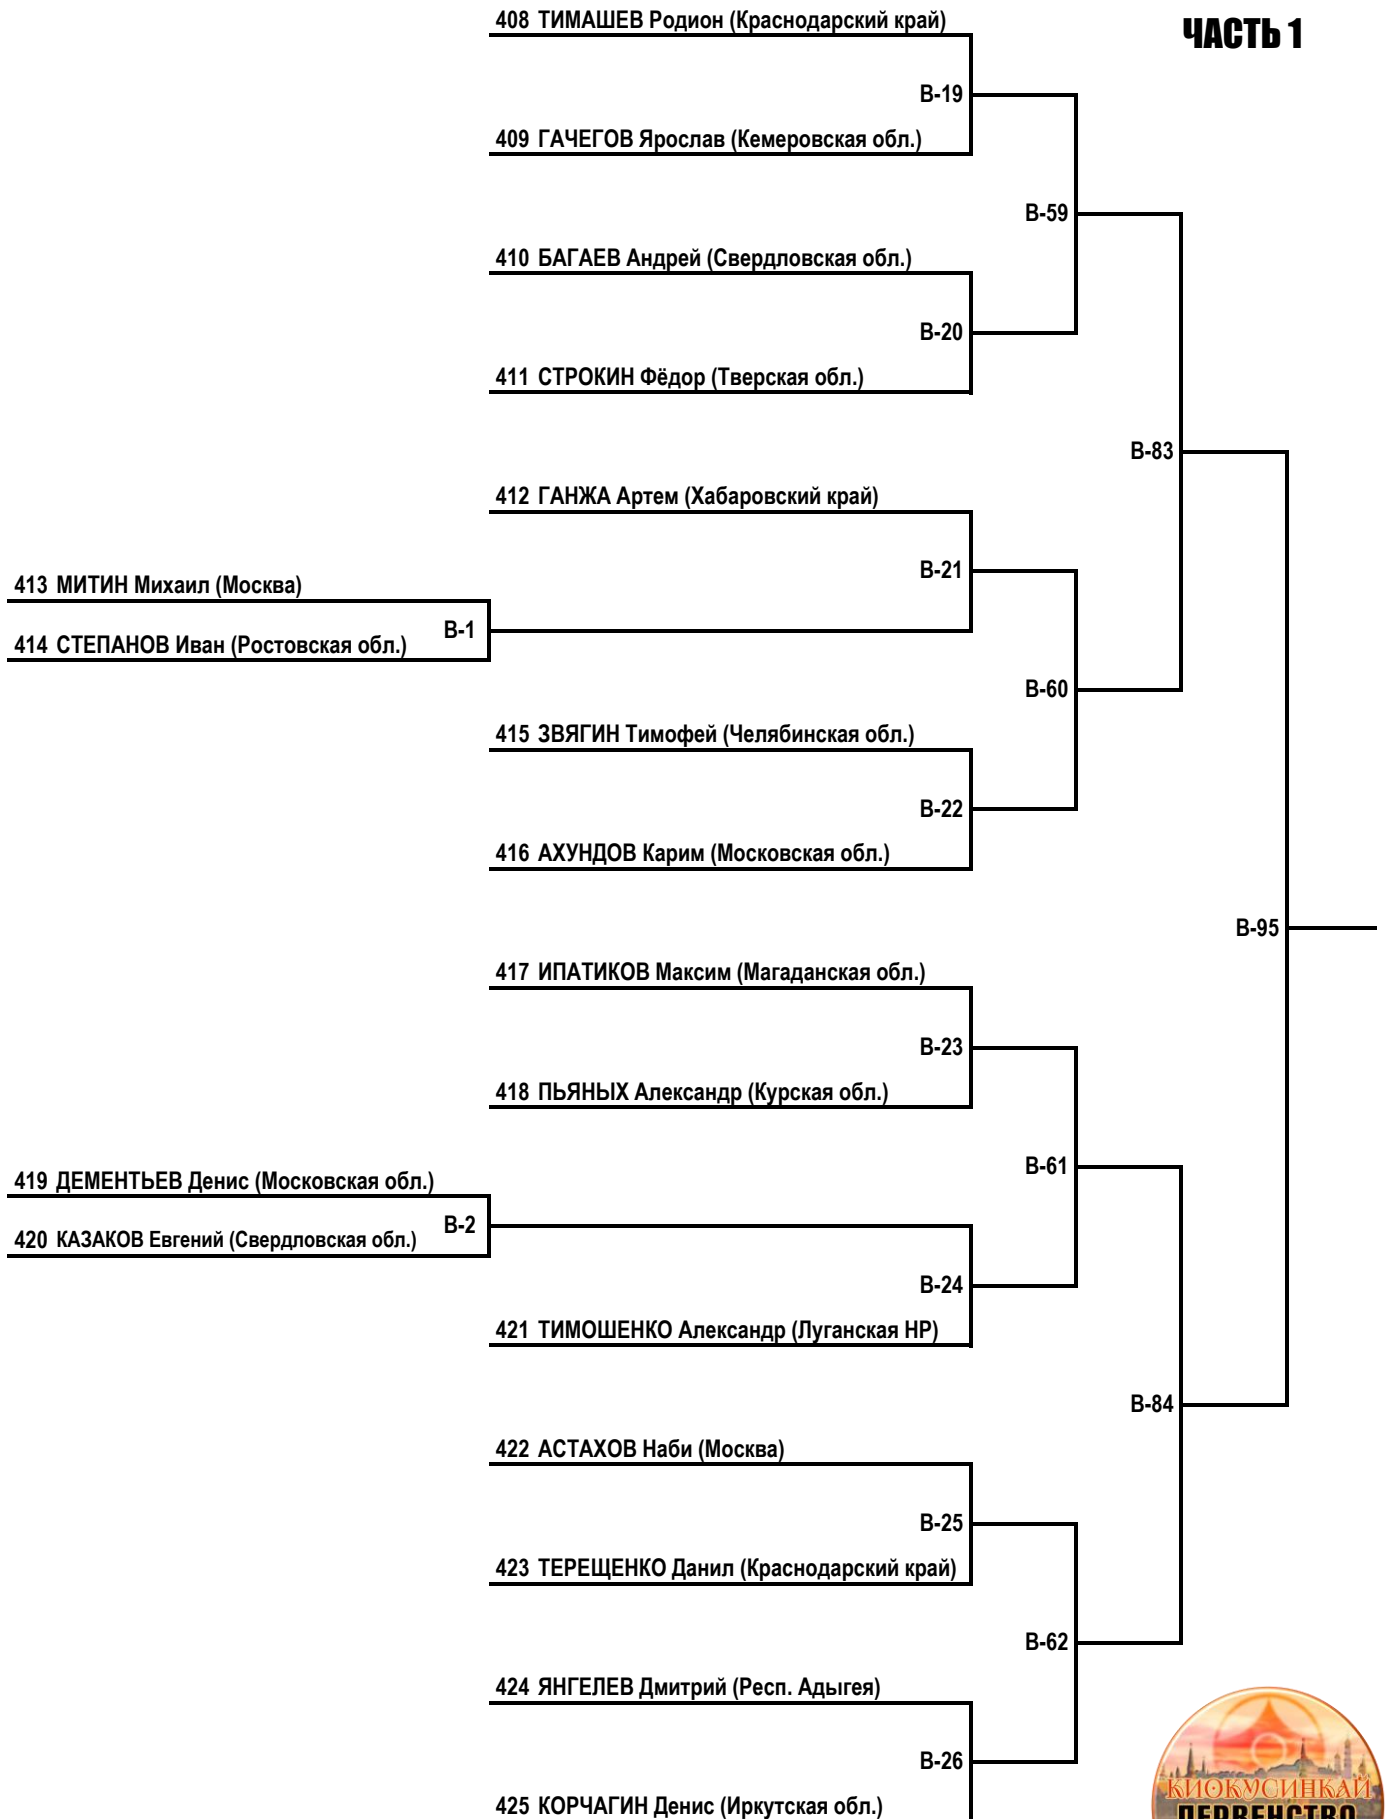 408 ТИМАШЕВ Родион (Краснодарский край)
ЧАСТЬ 1
B-19
409 ГАЧЕГОВ Ярослав (Кемеровская обл.)
B-59
410 БАГАЕВ Андрей (Свердловская обл.)
B-20
411 СТРОКИН Фёдор (Тверская обл.)
B-83
412 ГАНЖА Артем (Хабаровский край)
B-21
413 МИТИН Михаил (Москва)
B-1
414 СТЕПАНОВ Иван (Ростовская обл.)
B-60
415 ЗВЯГИН Тимофей (Челябинская обл.)
B-22
416 АХУНДОВ Карим (Московская обл.)
B-95
417 ИПАТИКОВ Максим (Магаданская обл.)
B-23
418 ПЬЯНЫХ Александр (Курская обл.)
B-61
419 ДЕМЕНТЬЕВ Денис (Московская обл.)
B-2
420 КАЗАКОВ Евгений (Свердловская обл.)
B-24
421 ТИМОШЕНКО Александр (Луганская НР)
B-84
422 АСТАХОВ Наби (Москва)
B-25
423 ТЕРЕЩЕНКО Данил (Краснодарский край)
B-62
424 ЯНГЕЛЕВ Дмитрий (Респ. Адыгея)
B-26
425 КОРЧАГИН Денис (Иркутская обл.)
КИОКУСИНКАЙ
ПЕРВЕНСТВО